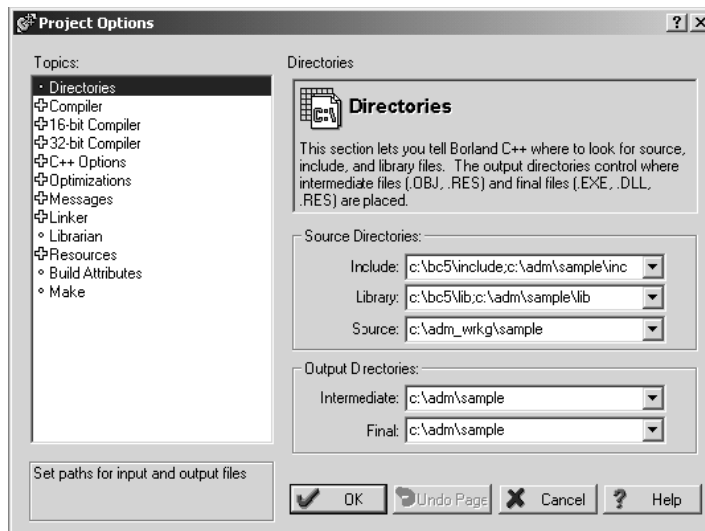 Project Options
Topics:
Directories
Compiler
16-bit Compiler
32-bit Compiler
C++ Options
Optimizations
Messages
Linker
Librarian
Resources
Build Attributes
Make
Set paths for input and output files
Directories
C:\
Directories
This section lets you tell Borland C++ where to look for source,
include, and library files. The output directories control where
intermediate files (.OBJ, .RES) and final files (.EXE, .DLL,
.RES) are placed.
Source Directories:
Include: c:\bc5\include;c:\adm\sample\inc
Library: c:\bc5\lib;c:\adm\sample\lib
Source: c:\adm_wrkg\sample
Output Directories:
Intermediate: c:\adm\sample
Final: c:\adm\sample
OK Undo Page Cancel ? Help